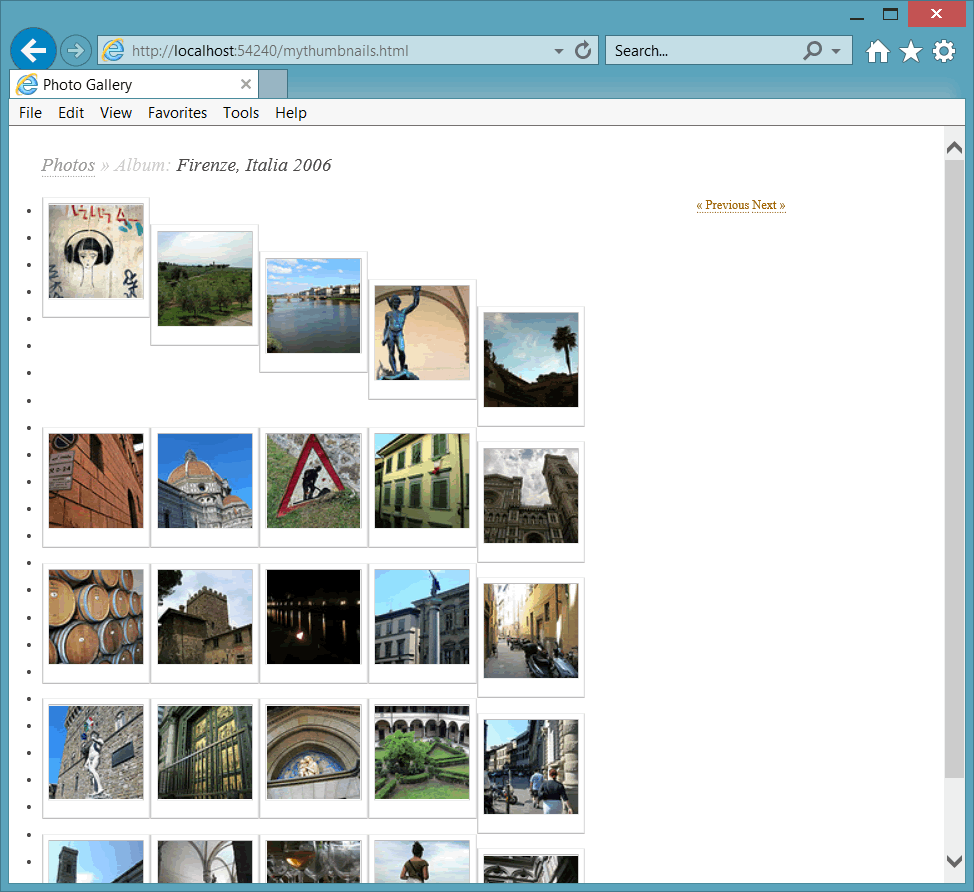 http://localhost:54240/mythumbnails.html
Search...
Photo Gallery
File Edit View Favorites Tools Help
Photos » Album: Firenze, Italia 2006
« Previous Next »